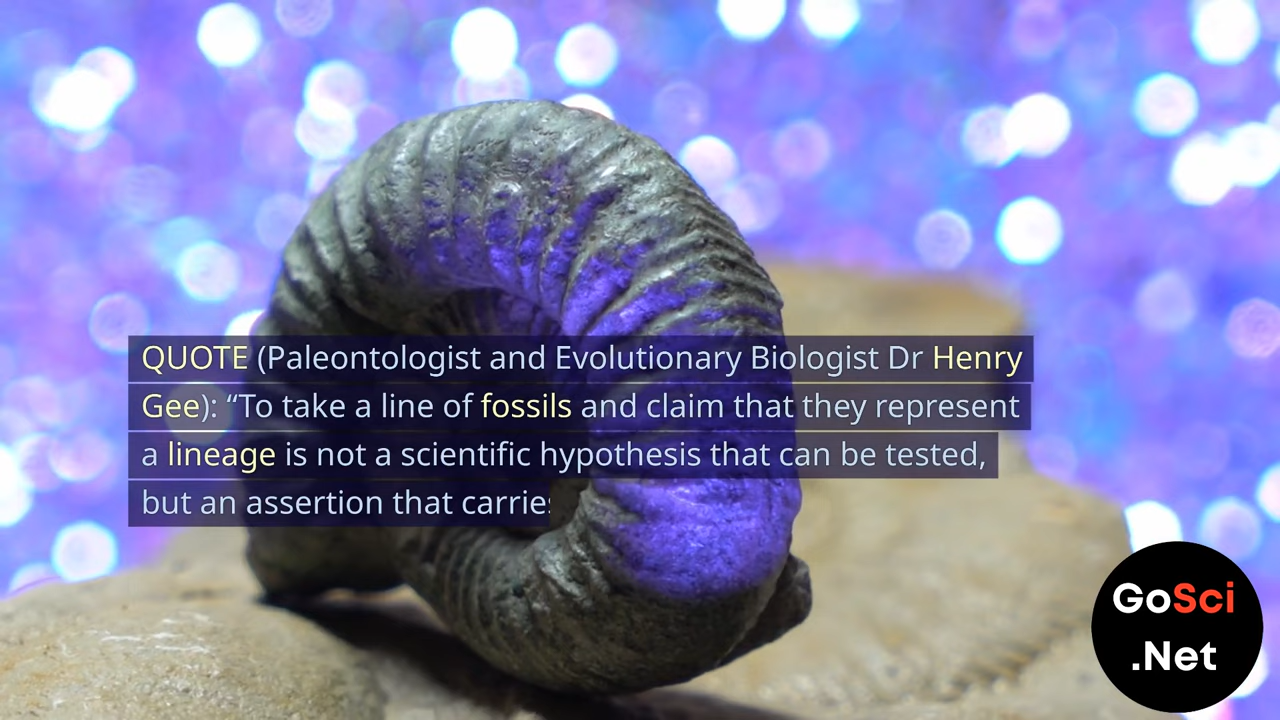 QUOTE (Paleontologist and Evolutionary Biologist Dr Henry
Gee): “To take a line of fossils and claim that they represent
a lineage is not a scientific hypothesis that can be tested,
but an assertion that carries
GoSci
.Net